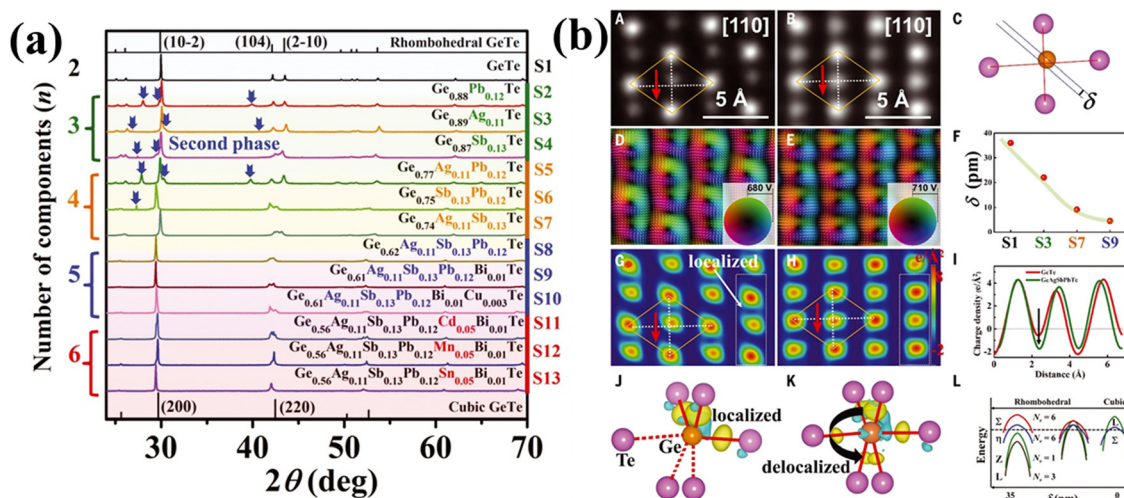 (a)
(10-2) (104) (2-10)
Rhombohedral GeTe
Number of components (n)
2
3
4
5
6
GeTe S1
Ge0.88Pb0.12Te S2
Ge0.89Ag0.11Te S3
Ge0.87Sb0.13Te S4
Second phase
Ge0.77Ag0.11Pb0.12Te S5
Ge0.75Sb0.13Pb0.12Te S6
Ge0.74Ag0.11Sb0.13Te S7
Ge0.62Ag0.11Sb0.13Pb0.12Te S8
Ge0.61Ag0.11Sb0.13Pb0.12Bi0.01Te S9
Ge0.61Ag0.11Sb0.13Pb0.12Bi0.01Cu0.003Te S10
Ge0.56Ag0.11Sb0.13Pb0.12Cd0.05Bi0.01Te S11
Ge0.56Ag0.11Sb0.13Pb0.12Mn0.05Bi0.01Te S12
Ge0.56Ag0.11Sb0.13Pb0.12Sn0.05Bi0.01Te S13
(200) (220)
Cubic GeTe
30 40 50 60 70
2θ (deg)
(b)
A [110]
5 Å
B [110]
5 Å
C
δ
D
680 V
E
710 V
F
δ (pm)
40
30
20
10
0
S1 S3 S7 S9
G
localized
H
e/Å²
-2
I
GeTe
GeAgSbPbTe
Charge density (e/Å²)
4
2
0
-2
0 2 4 6
Distance (Å)
J
localized
Te
Ge
K
delocalized
L
Rhombohedral Cubic
Energy
Σ Nv = 6
η Nv = 6
Z Nv = 1
L Nv = 3
L
Σ
35 0
δ (pm)